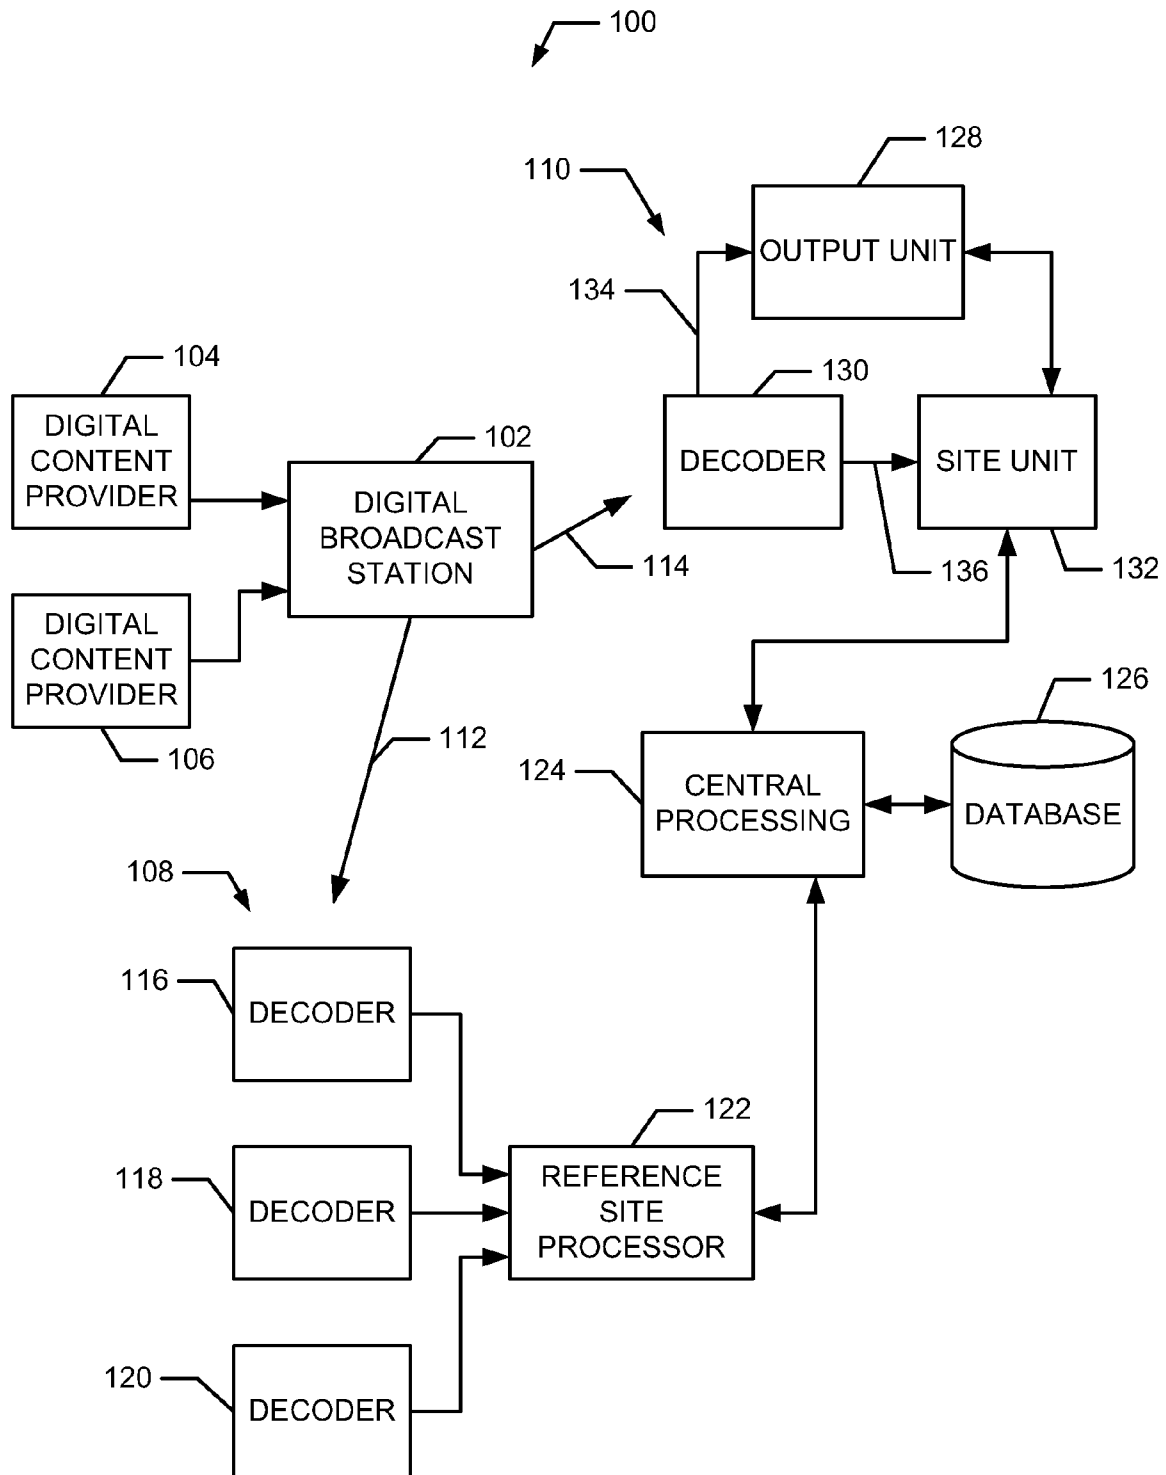 100
128
110
OUTPUT UNIT
134
104
130
DIGITAL
CONTENT
PROVIDER
102
DECODER
SITE UNIT
DIGITAL
BROADCAST
STATION
114
136
132
DIGITAL
CONTENT
PROVIDER
126
112
106
124
CENTRAL
PROCESSING
DATABASE
108
116
DECODER
122
118
DECODER
REFERENCE
SITE
PROCESSOR
120
DECODER